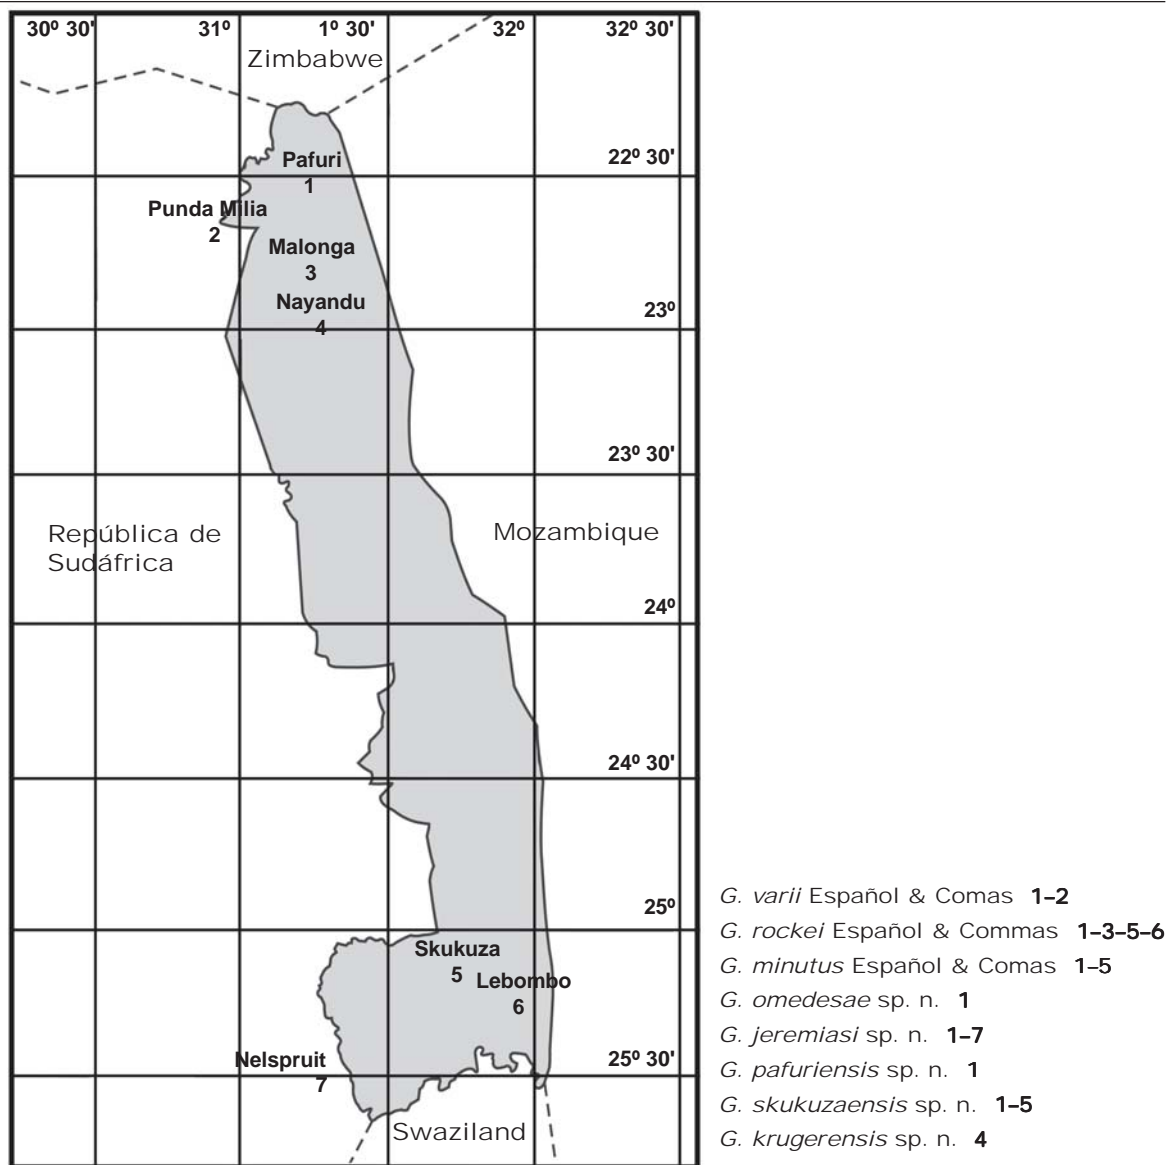 30º 30' 31º 1º 30' 32º 32º 30'
Zimbabwe
Pafuri
1
22º 30'
Punda Milia
2
Malonga
3
Nayandu
4
23º
23º 30'
República de
Sudáfrica
Mozambique
24º
24º 30'
25º
Skukuza
5
Lebombo
6
Nelspruit
7
25º 30'
Swaziland
G. varii Español & Comas 1–2
G. rockei Español & Commas 1–3–5–6
G. minutus Español & Comas 1–5
G. omedesae sp. n. 1
G. jeremiasi sp. n. 1–7
G. pafuriensis sp. n. 1
G. skukuzaensis sp. n. 1–5
G. krugerensis sp. n. 4